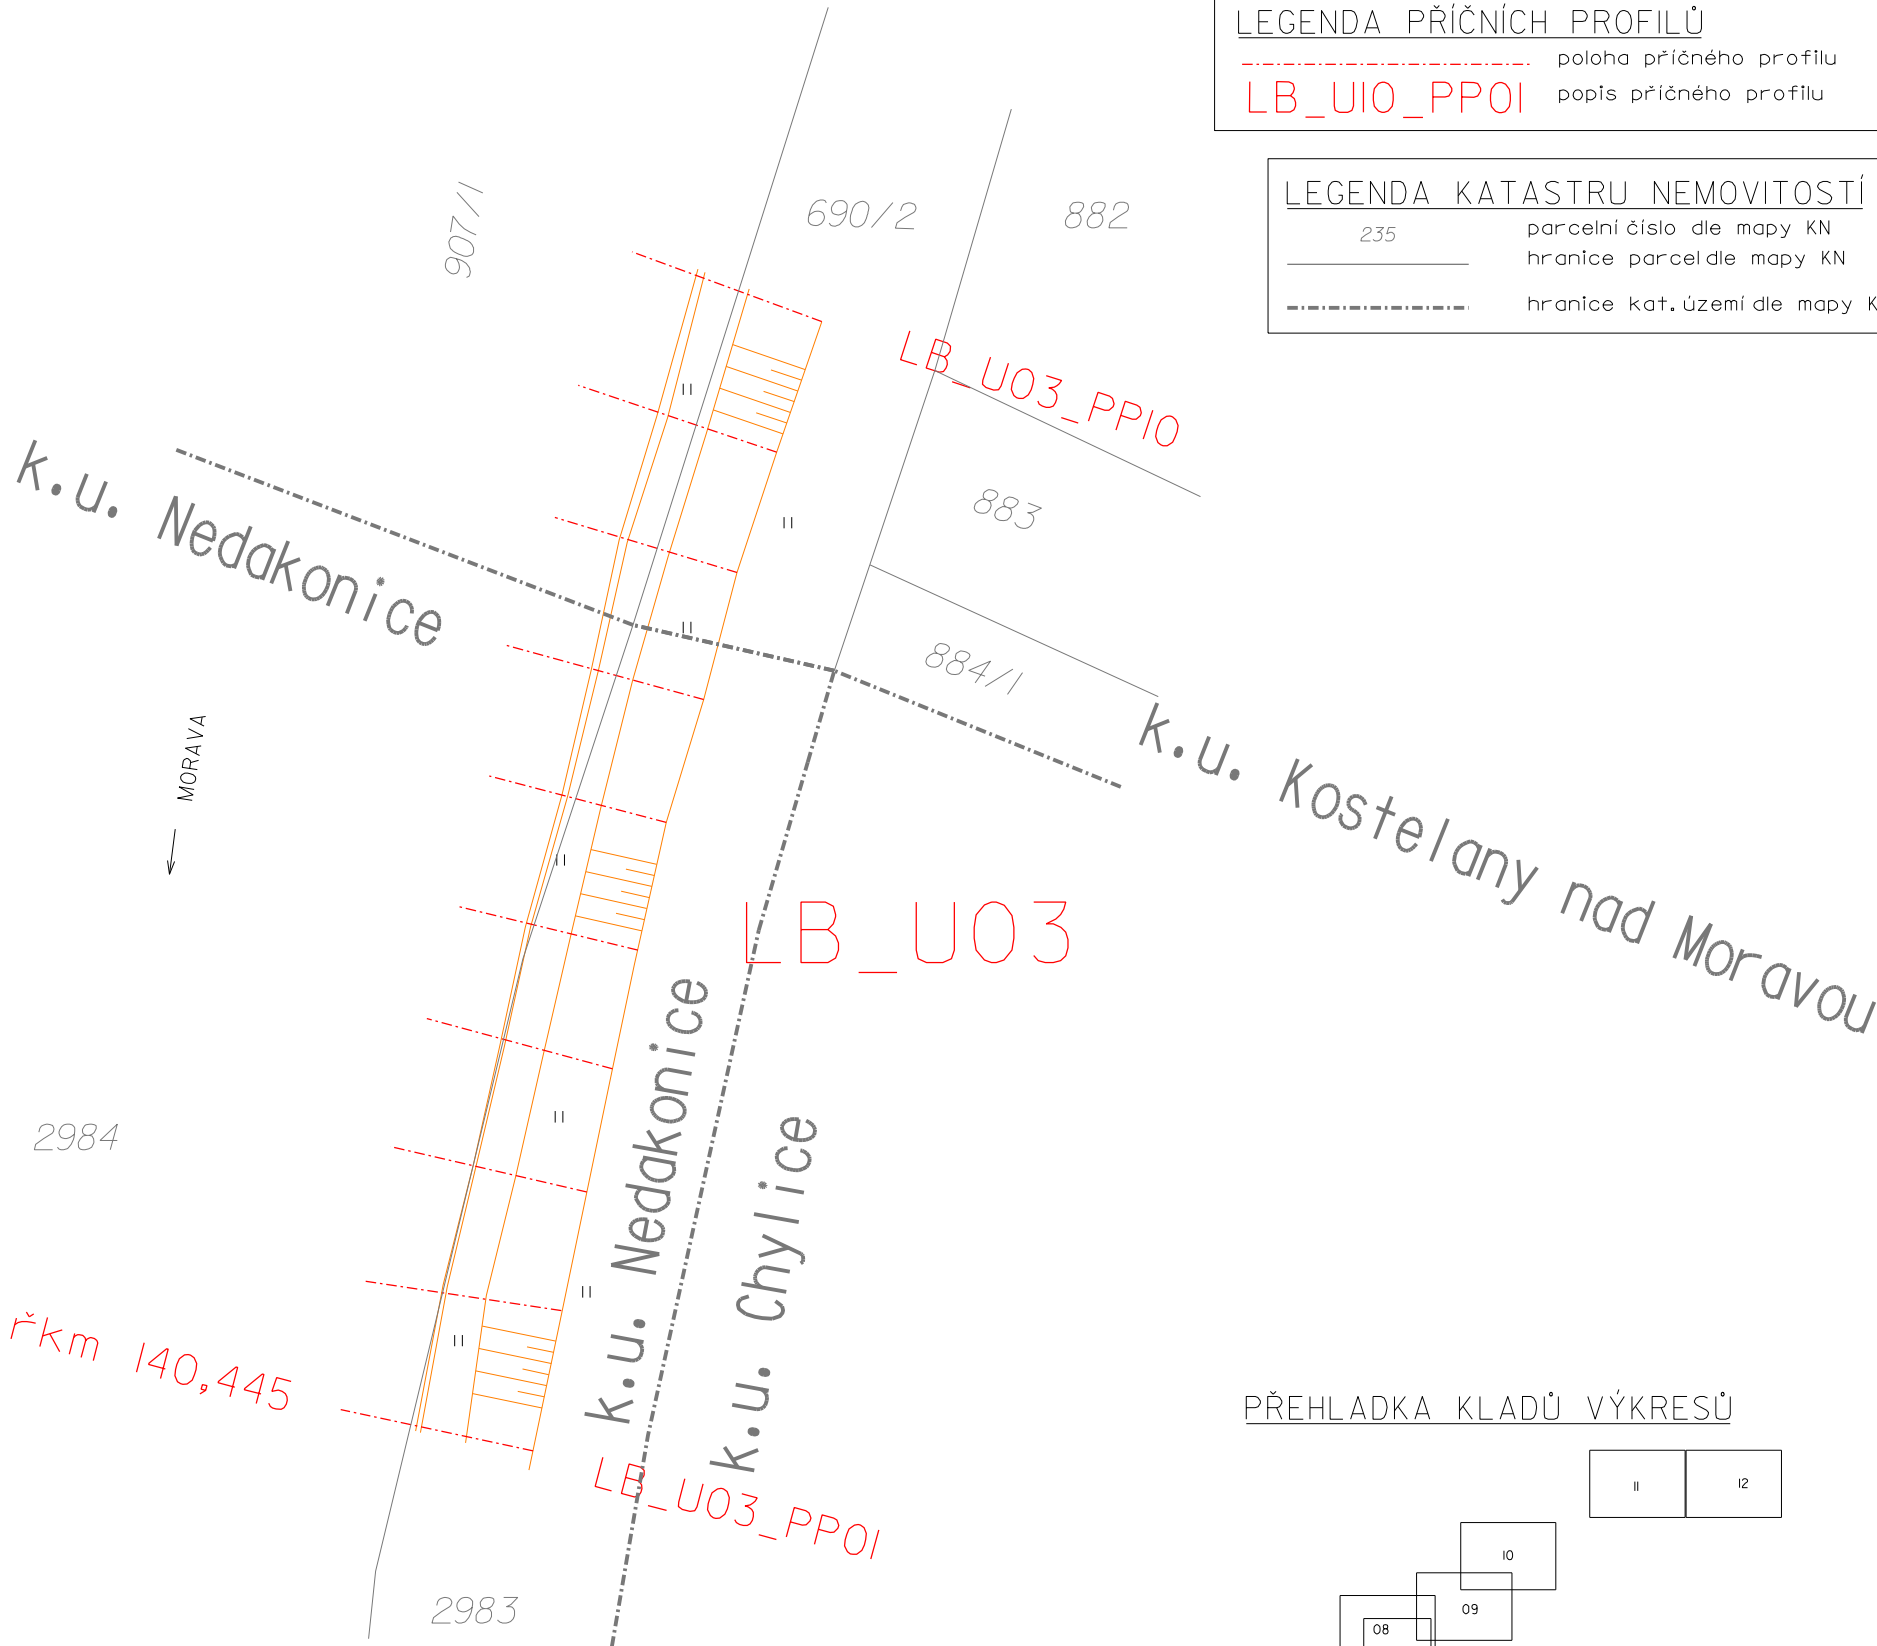 LEGENDA PŘÍČNÍCH PROFILŮ
poloha příčného profilu
LB_U10_PP01 popis příčného profilu
LEGENDA KATASTRU NEMOVITOSTÍ
235 parcelní číslo dle mapy KN
hranice parcel dle mapy KN
hranice kat. území dle mapy K
907/1
690/2
882
LB_U03_PP10
k.u. Nedakonice
883
884/1
k.u. Kostelany nad Moravou
MORAVA
LB_U03
k.u. Nedakonice
k.u. Chylice
2984
řkm 140,445
LB_U03_PP01
2983
PŘEHLADKA KLADŮ VÝKRESŮ
11
12
10
09
08